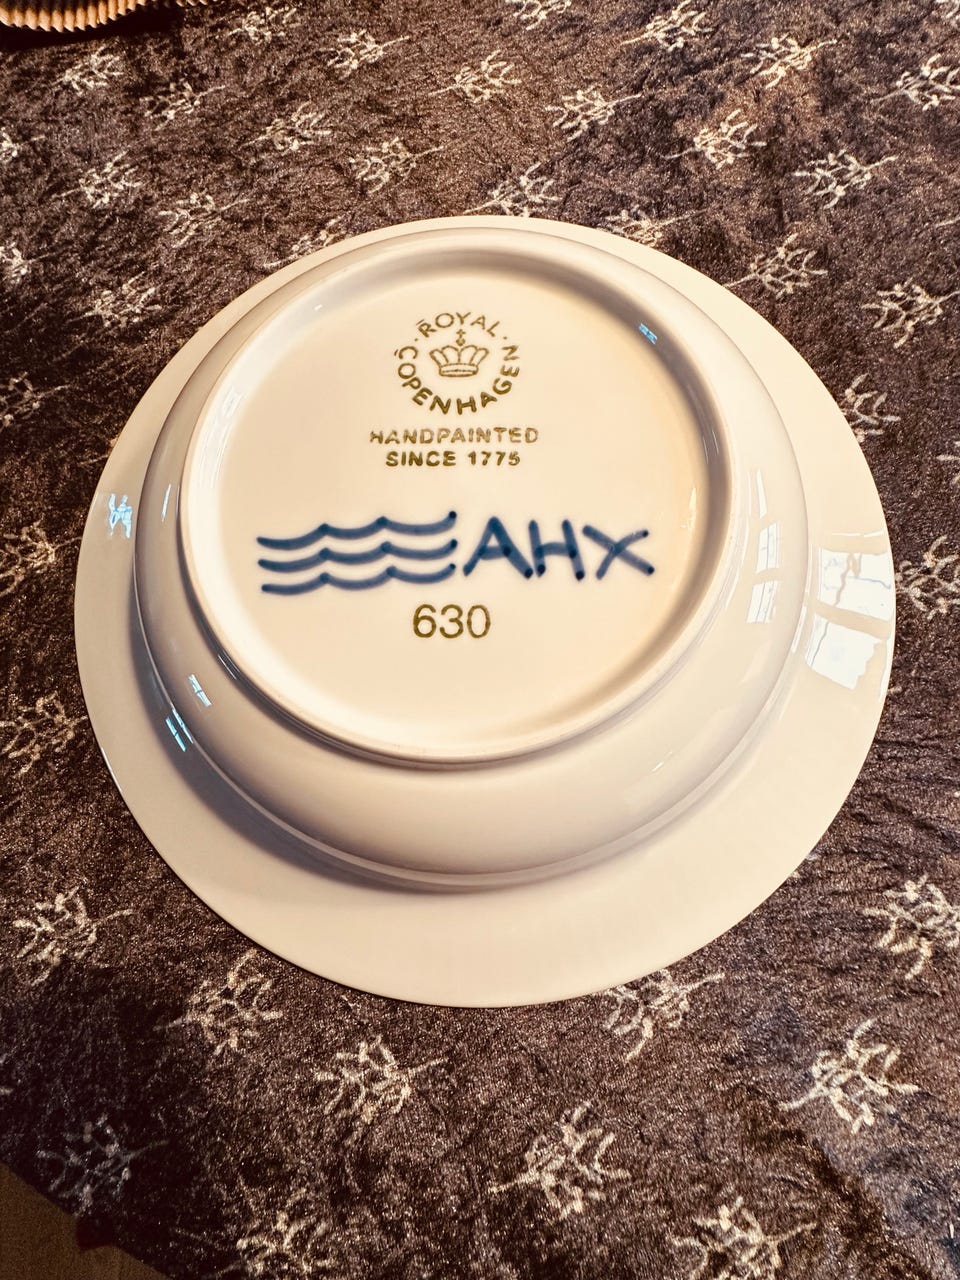 ROYAL
COPENHAGEN
HANDPAINTED
SINCE 1775
AHX
630